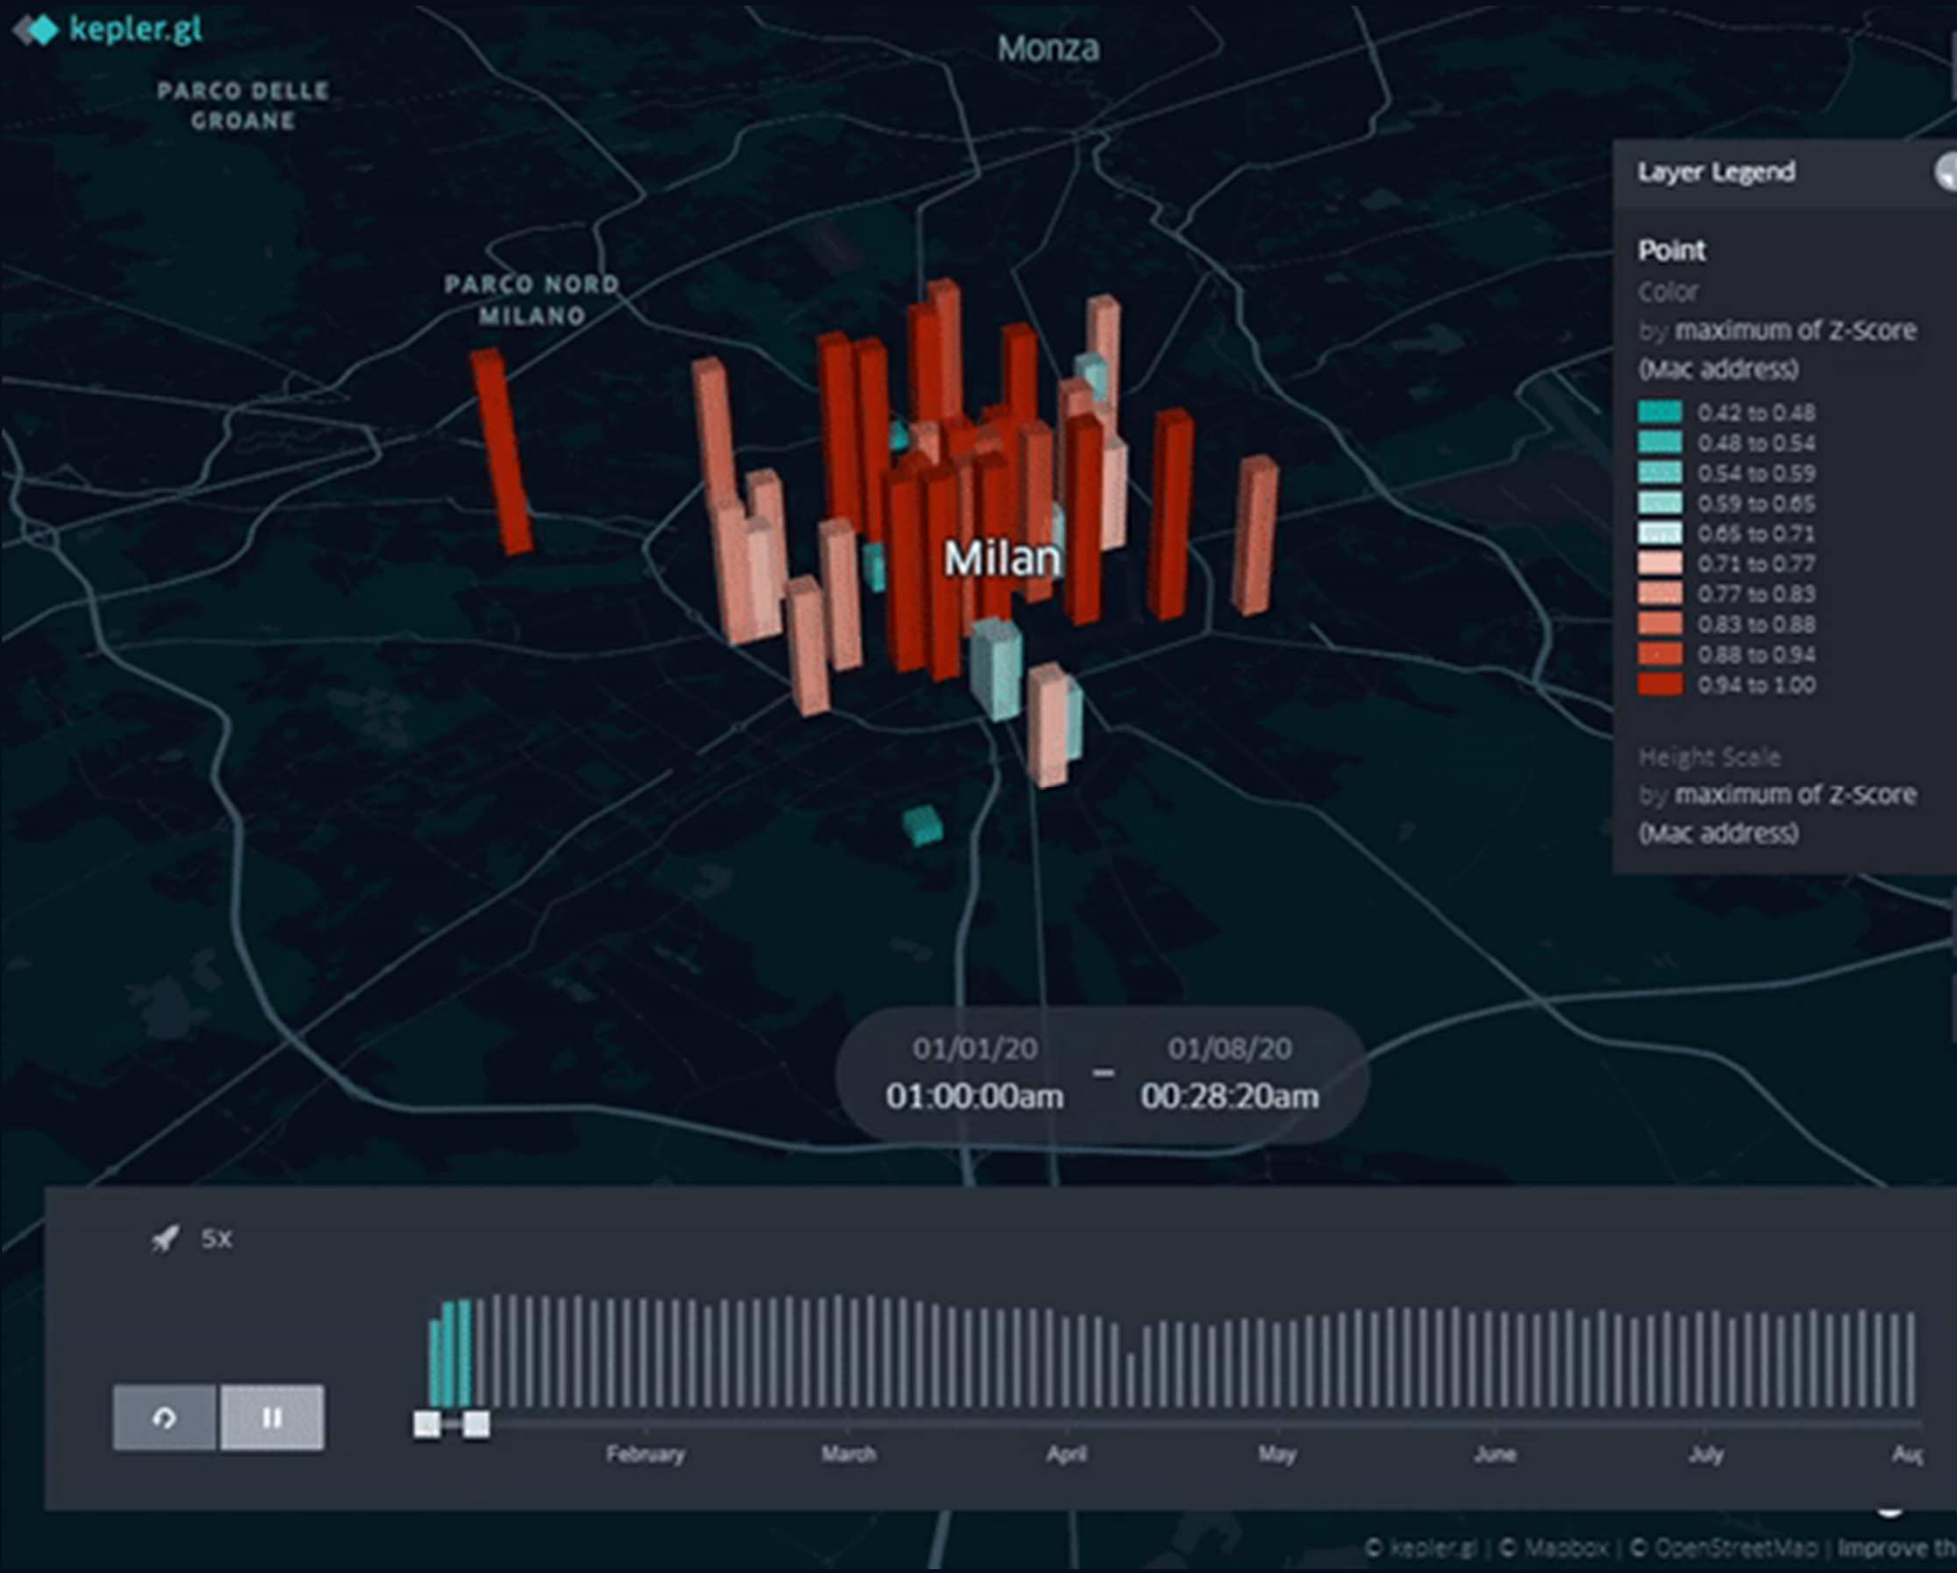 kepler.gl
Monza
PARCO DELLE
GROANE
PARCO NORD
MILANO
Milan
Layer Legend
Point
Color
by maximum of Z-Score
(Mac address)
0.42 to 0.48
0.48 to 0.54
0.54 to 0.59
0.59 to 0.65
0.65 to 0.71
0.71 to 0.77
0.77 to 0.83
0.83 to 0.88
0.88 to 0.94
0.94 to 1.00
Height Scale
by maximum of Z-Score
(Mac address)
01/01/20 – 01/08/20
01:00:00am 00:28:20am
5x
February March April May June July Aug
© kepler.gl | © Mapbox | © OpenStreetMap | Improve th